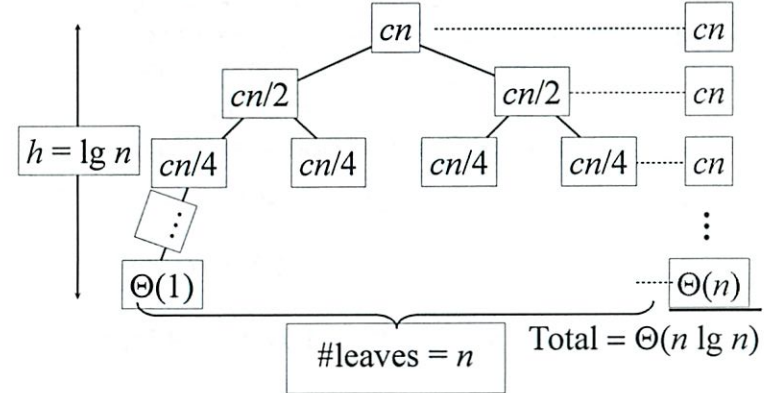 cn cn
cn/2 cn/2 cn
h = lg n cn/4 cn/4 cn/4 cn/4 cn
⋮ ⋮
Θ(1) Θ(n)
#leaves = n Total = Θ(n lg n)